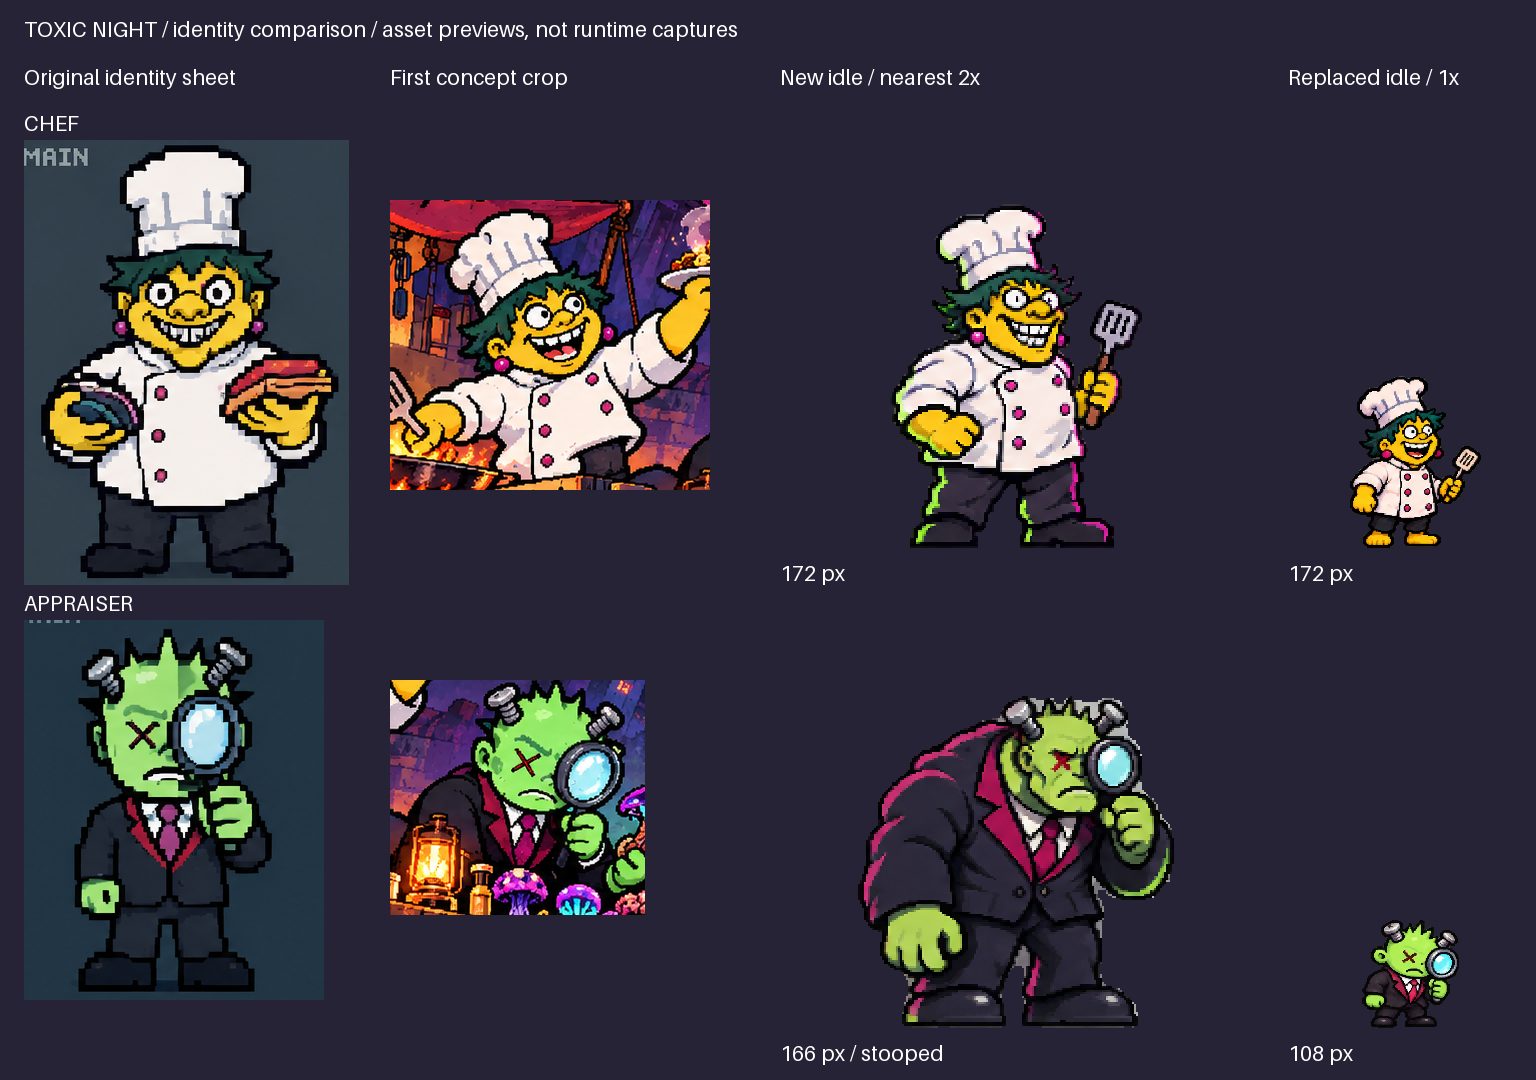 TOXIC NIGHT / identity comparison / asset previews, not runtime captures
Original identity sheet
First concept crop
New idle / nearest 2x
Replaced idle / 1x
CHEF
MAIN
172 px
172 px
APPRAISER
166 px / stooped
108 px